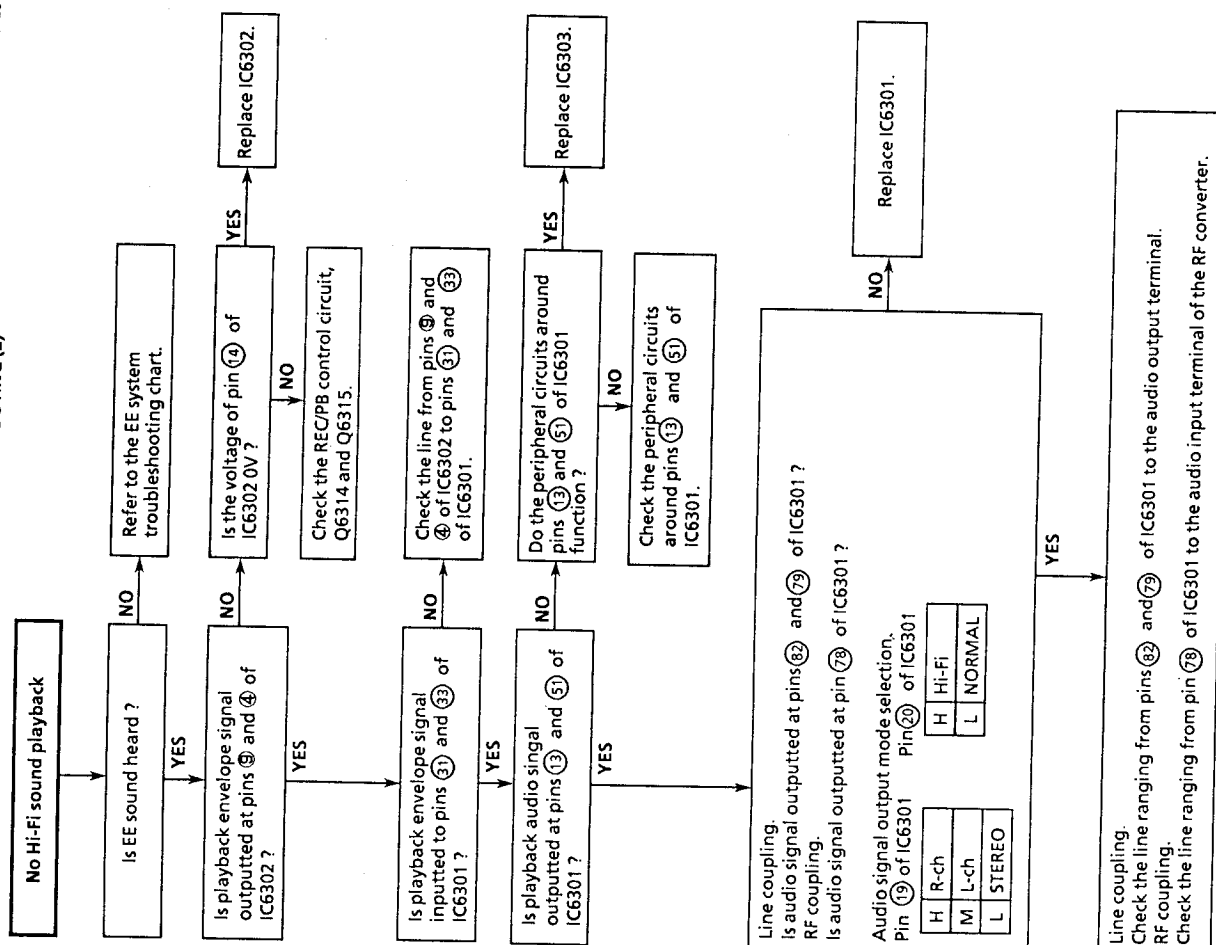 No Hi-Fi sound playback
Is EE sound heard ?
NO
Refer to the EE system
troubleshooting chart.
YES
Is playback envelope signal
outputted at pins ⑨ and ④ of
IC6302 ?
NO
Is the voltage of pin ⑭ of
IC6302 0V ?
YES
Replace IC6302.
NO
Check the REC/PB control circuit,
Q6314 and Q6315.
YES
Is playback envelope signal
inputted to pins ㉛ and ㉝ of
IC6301 ?
NO
Check the line from pins ⑨ and
④ of IC6302 to pins ㉛ and ㉝
of IC6301.
YES
Is playback audio singal
outputted at pins ⑬ and 51 of
IC6301 ?
NO
Do the peripheral circuits around
pins ⑬ and 51 of IC6301
function ?
YES
Replace IC6303.
NO
Check the peripheral circuits
around pins ⑬ and 51 of
IC6301.
YES
Line coupling.
Is audio signal outputted at pins 82 and 79 of IC6301 ?
RF coupling.
Is audio signal outputted at pin 78 of IC6301 ?
Audio signal output mode selection.
Pin ⑲ of IC6301 Pin ⑳ of IC6301
H R-ch H Hi-Fi
M L-ch L NORMAL
L STEREO
NO
Replace IC6301.
YES
Line coupling.
Check the line ranging from pins 82 and 79 of IC6301 to the audio output terminal.
RF coupling.
Check the line ranging from pin 78 of IC6301 to the audio input terminal of the RF converter.